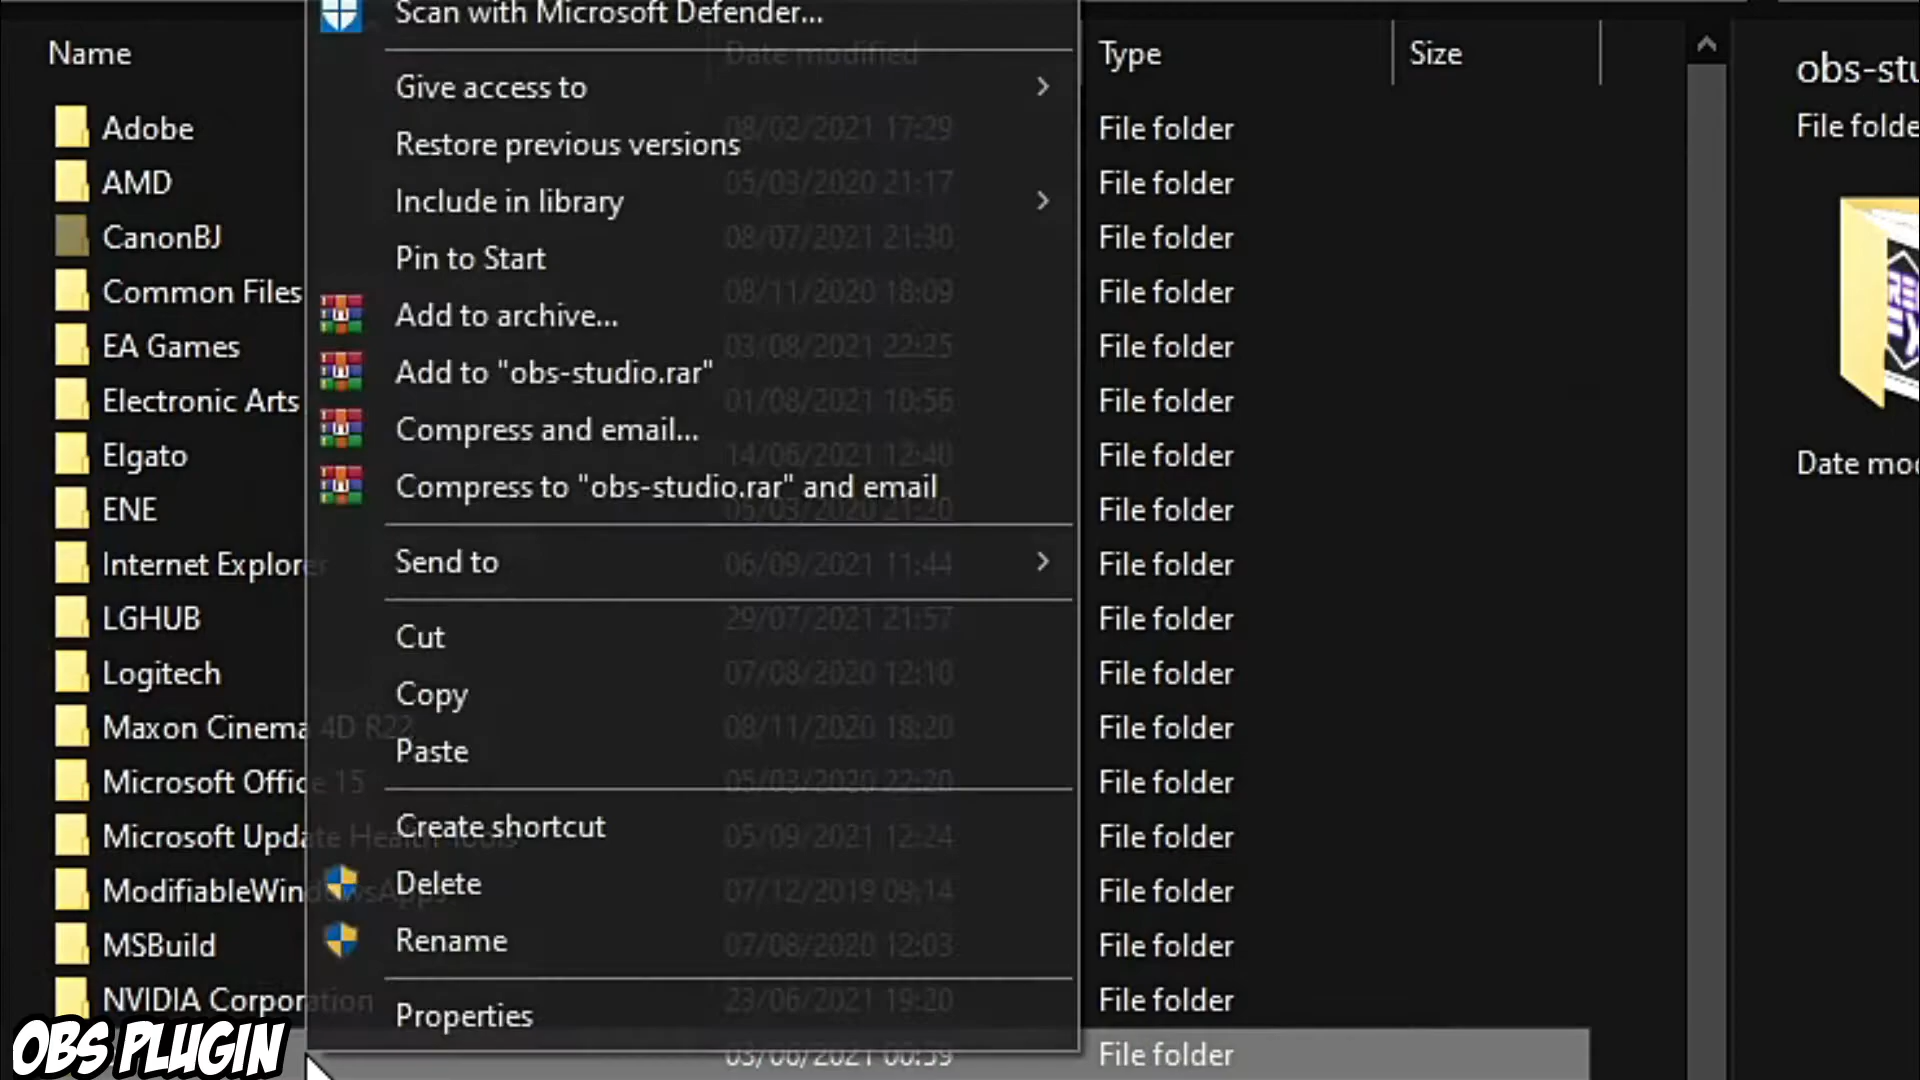 Scan with Microsoft Defender...
Name
Date modified
Type
Size
obs-stu
File folde
Date mod
Give access to
Restore previous versions
Include in library
Pin to Start
Add to archive...
Add to "obs-studio.rar"
Compress and email...
Compress to "obs-studio.rar" and email
Send to
Cut
Copy
Paste
Create shortcut
Delete
Rename
Properties
Adobe 08/02/2021 17:29 File folder
AMD 05/03/2020 21:17 File folder
CanonBJ 08/07/2021 21:30 File folder
Common Files 08/11/2020 18:09 File folder
EA Games 03/08/2021 22:25 File folder
Electronic Arts 01/08/2021 10:56 File folder
Elgato 14/06/2021 12:40 File folder
ENE 05/03/2020 21:20 File folder
Internet Explorer 06/09/2021 11:44 File folder
LGHUB 29/07/2021 21:57 File folder
Logitech 07/08/2020 12:10 File folder
Maxon Cinema 4D R22 08/11/2020 18:20 File folder
Microsoft Office 15 05/03/2020 22:20 File folder
Microsoft Update Health Tools 05/09/2021 12:24 File folder
ModifiableWindowsApps 07/12/2019 09:14 File folder
MSBuild 07/08/2020 12:03 File folder
NVIDIA Corporation 23/06/2021 19:20 File folder
03/06/2021 00:39 File folder
OBS PLUGIN